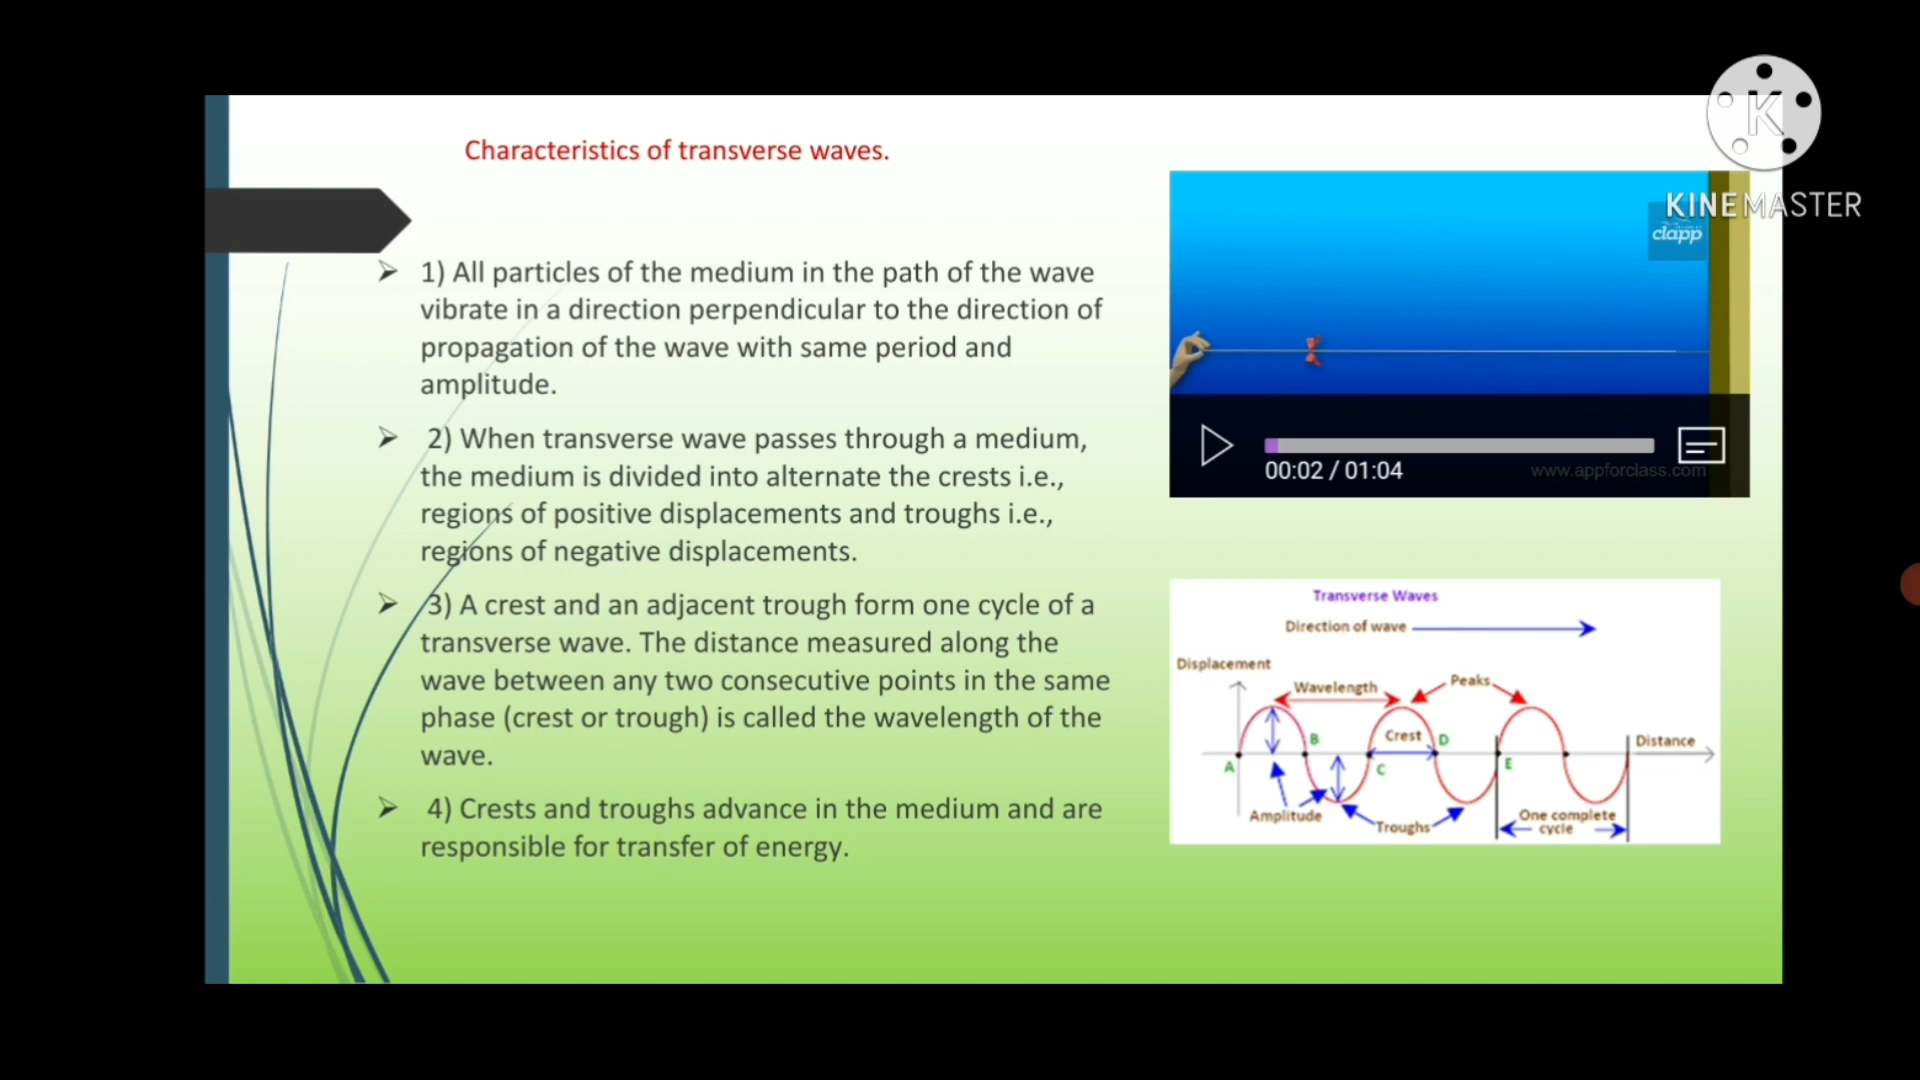 Characteristics of transverse waves.
K
KINEMASTER
clapp
➢ 1) All particles of the medium in the path of the wave
vibrate in a direction perpendicular to the direction of
propagation of the wave with same period and
amplitude.
➢ 2) When transverse wave passes through a medium,
the medium is divided into alternate the crests i.e.,
regions of positive displacements and troughs i.e.,
regions of negative displacements.
➢ 3) A crest and an adjacent trough form one cycle of a
transverse wave. The distance measured along the
wave between any two consecutive points in the same
phase (crest or trough) is called the wavelength of the
wave.
➢ 4) Crests and troughs advance in the medium and are
responsible for transfer of energy.
00:02 / 01:04
www.appforclass.com
Transverse Waves
Direction of wave
Displacement
Wavelength
Peaks
Crest
Distance
A
B
C
D
E
Amplitude
Troughs
One complete
cycle